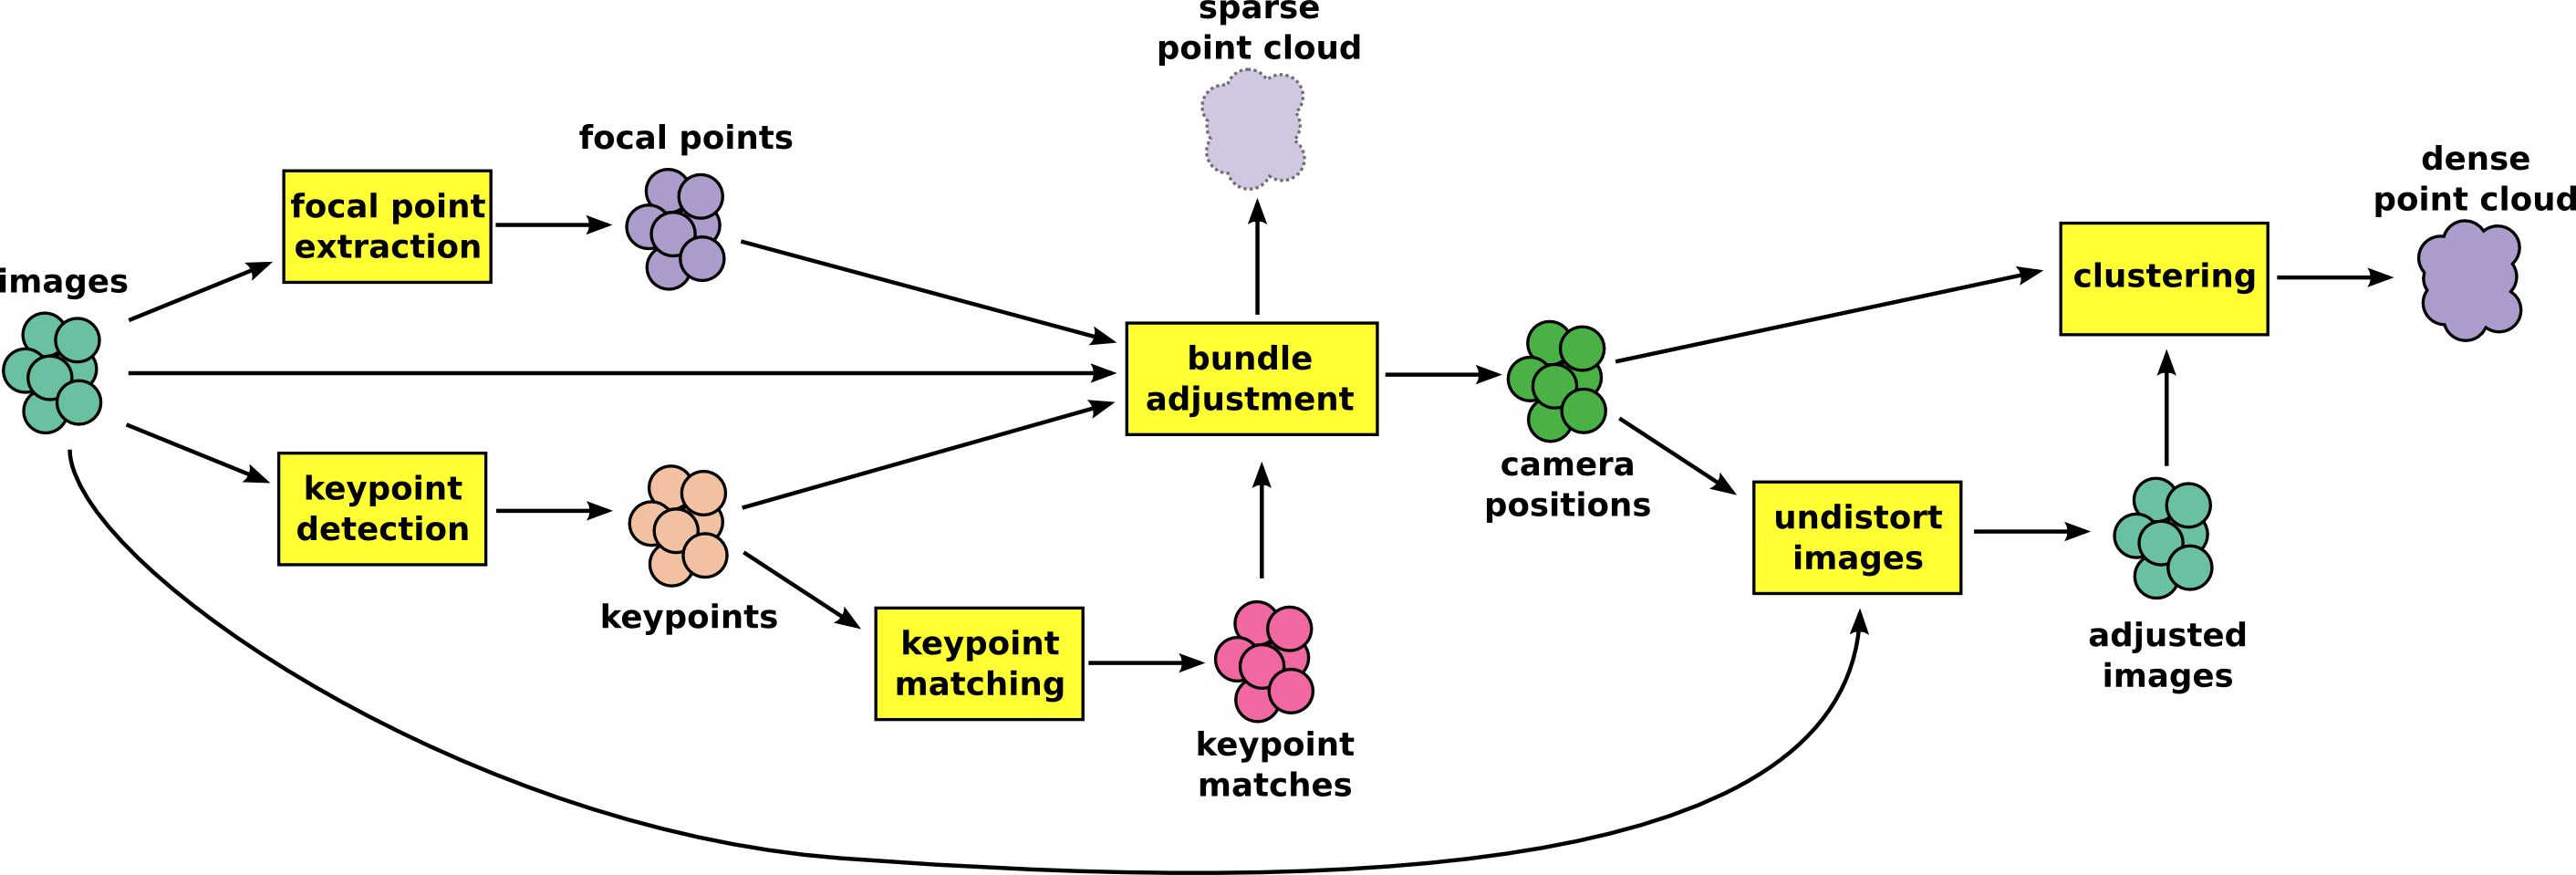 sparse
point cloud
focal points
dense
point cloud
focal point
extraction
images
clustering
bundle
adjustment
keypoint
detection
camera
positions
undistort
images
keypoints
keypoint
matching
adjusted
images
keypoint
matches